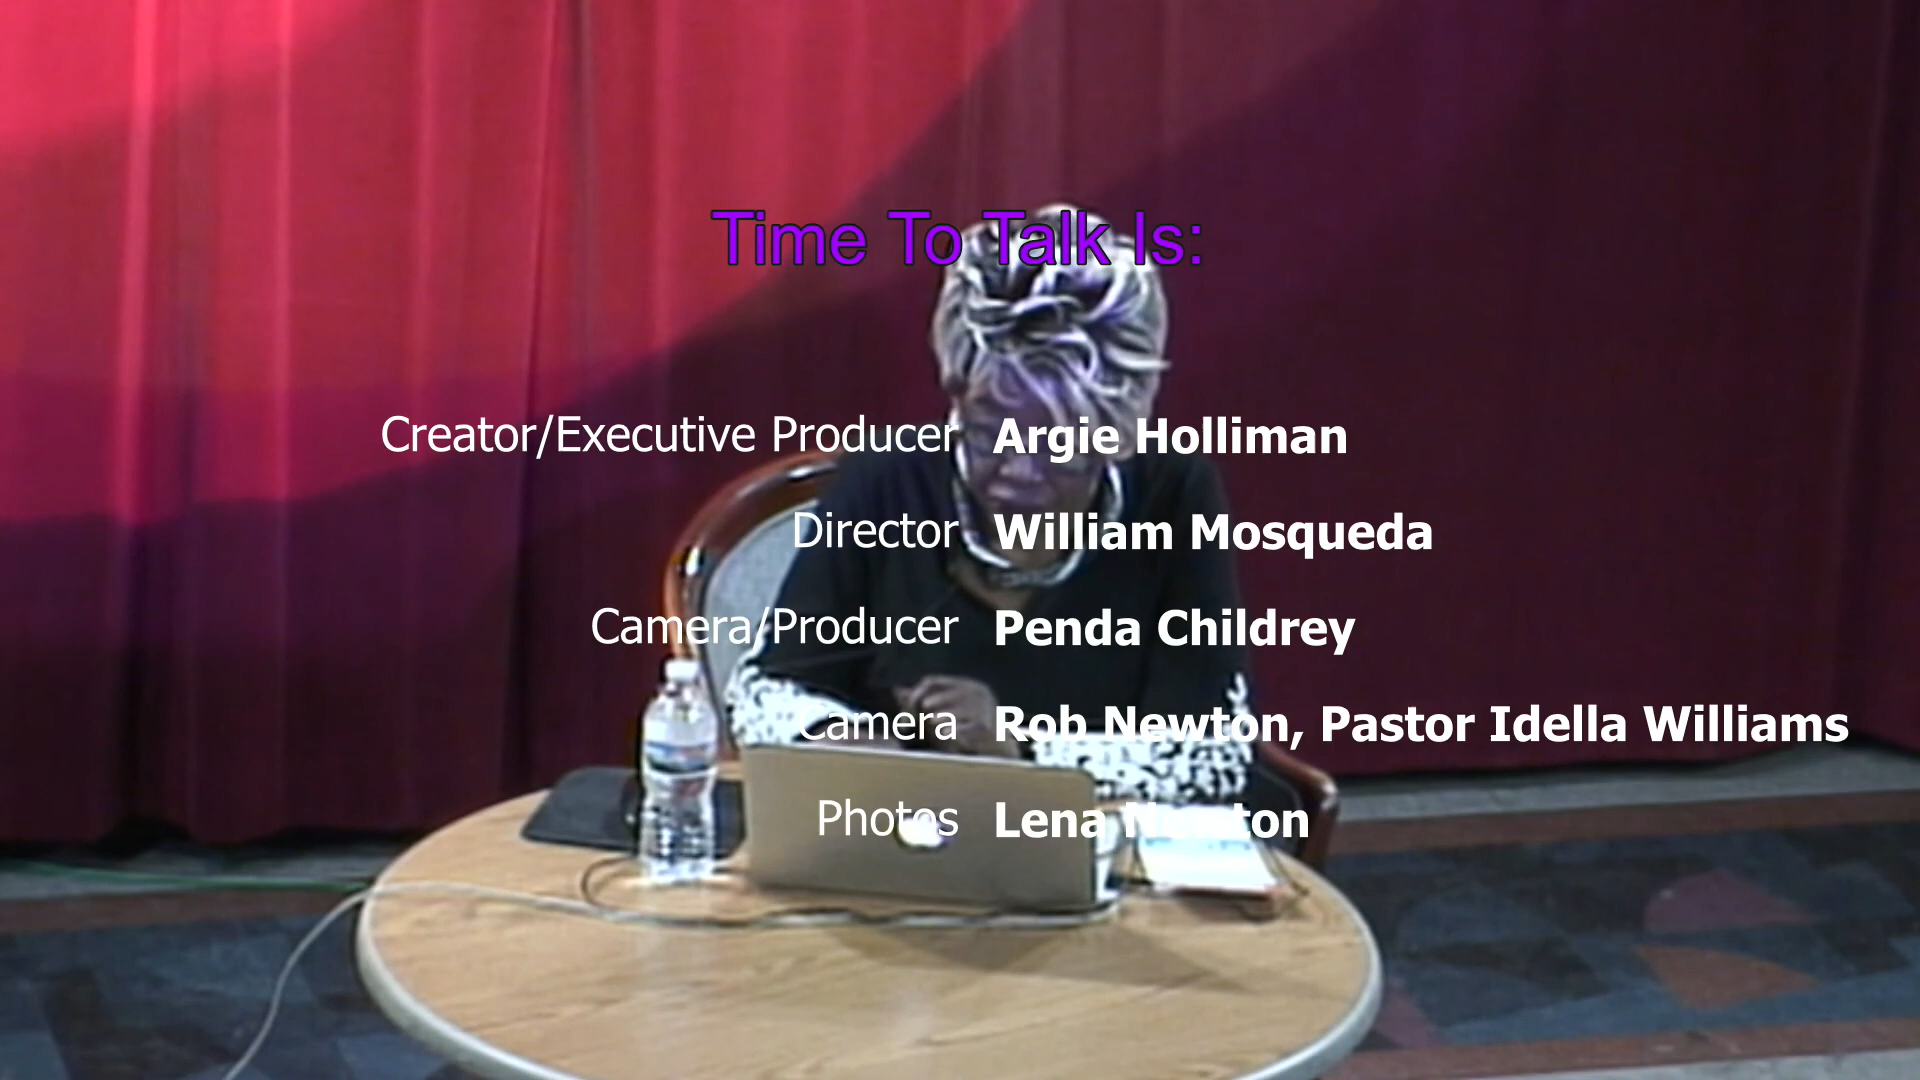 Time To Talk Is:
Creator/Executive Producer Argie Holliman
Director William Mosqueda
Camera/Producer Penda Childrey
Camera Rob Newton, Pastor Idella Williams
Photos Lena Newton